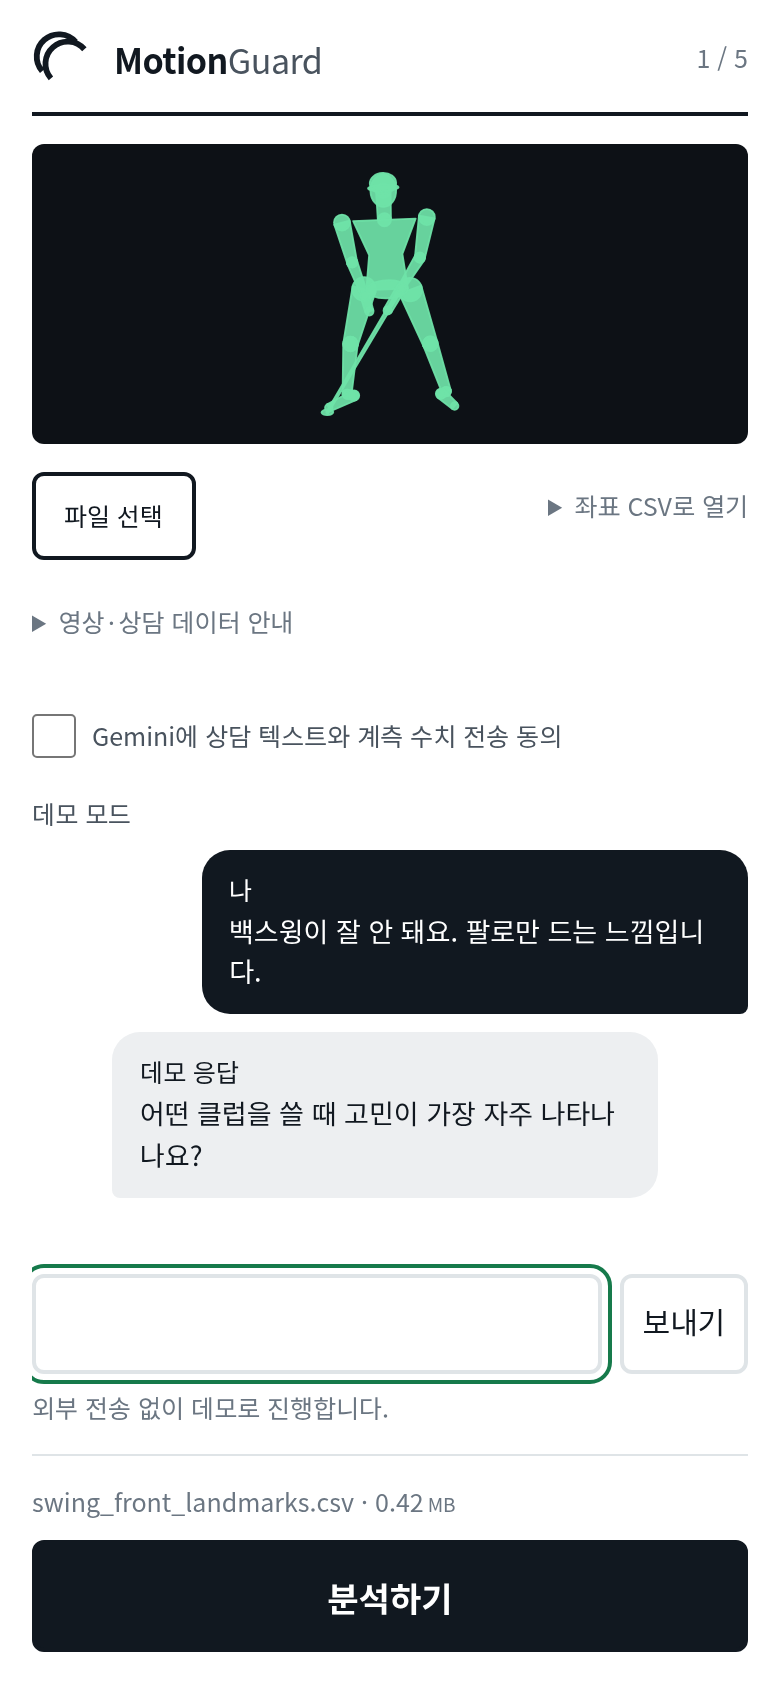 MotionGuard
1 / 5
파일 선택
▶ 좌표 CSV로 열기
▶ 영상·상담 데이터 안내
Gemini에 상담 텍스트와 계측 수치 전송 동의
데모 모드
나
백스윙이 잘 안 돼요. 팔로만 드는 느낌입니
다.
데모 응답
어떤 클럽을 쓸 때 고민이 가장 자주 나타나
나요?
보내기
외부 전송 없이 데모로 진행합니다.
swing_front_landmarks.csv · 0.42 MB
분석하기